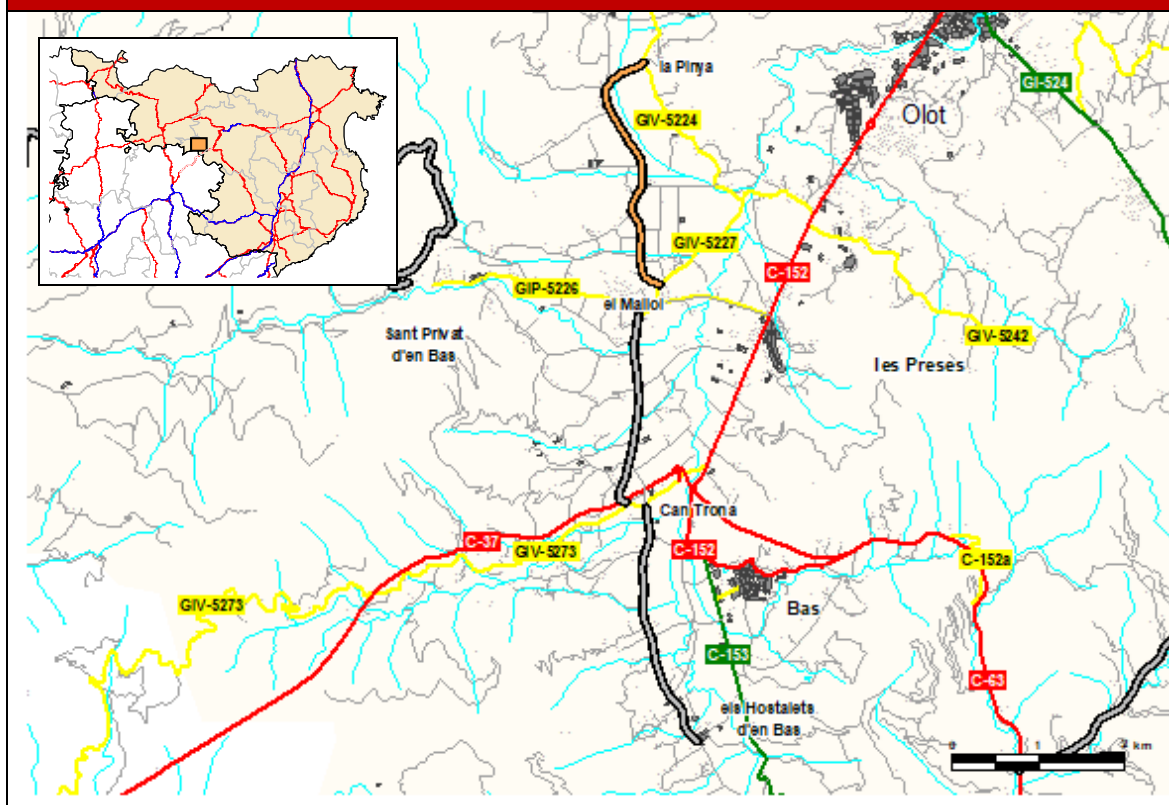 la Pinya
GI-524
Olot
GIV-5224
GIV-5227
C-152
GIP-5226
el Mallol
Sant Privat
d'en Bas
GIV-5242
les Preses
Can Trona
C-37
GIV-5273
C-152
C-152a
GIV-5273
Bas
C-153
C-63
els Hostalets
d'en Bas
0 1 2 km